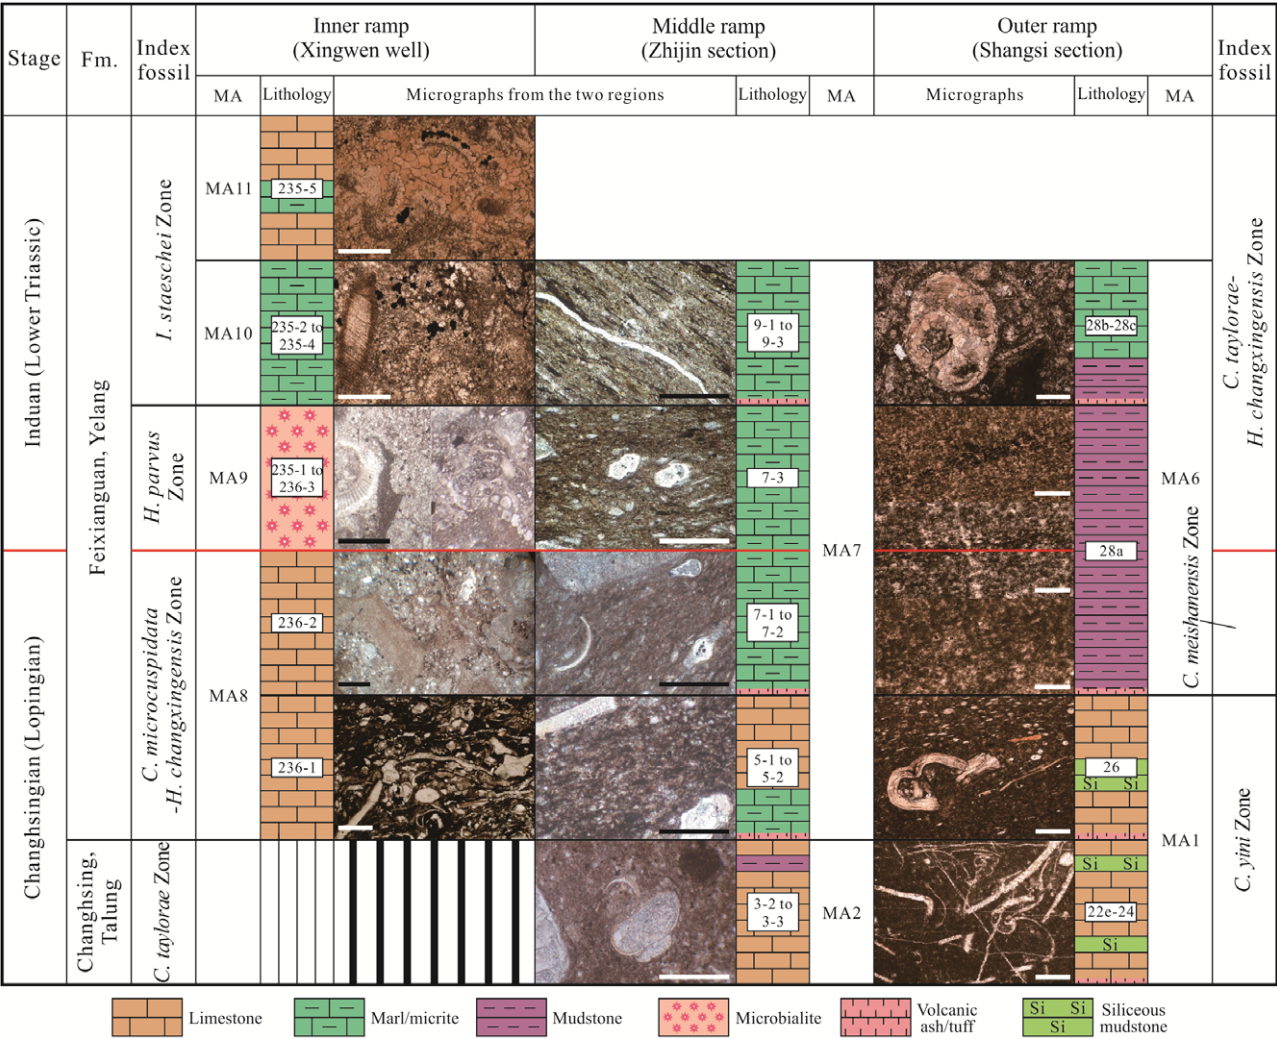 Stage
Fm.
Index
fossil
Inner ramp
(Xingwen well)
Middle ramp
(Zhijin section)
Outer ramp
(Shangsi section)
Index
fossil
MA
Lithology
Micrographs from the two regions
Lithology
MA
Micrographs
Lithology
MA
Induan (Lower Triassic)
Changhsingian (Lopingian)
Feixianguan, Yelang
Changhsing,
Talung
I. staeschei Zone
H. parvus
Zone
C. microcuspidata
-H. changxingensis Zone
C. taylorae Zone
MA11
235-5
MA10
235-2 to
235-4
9-1 to
9-3
28b-28c
MA9
235-1 to
236-3
7-3
MA6
MA7
28a
MA8
236-2
7-1 to
7-2
236-1
5-1 to
5-2
26
Si Si
MA1
Si Si
3-2 to
3-3
MA2
22e-24
Si
C. taylorae-
H. changxingensis Zone
C. meishanensis Zone
C. yini Zone
Limestone
Marl/micrite
Mudstone
Microbialite
Volcanic
ash/tuff
Si Si
Si
Siliceous
mudstone